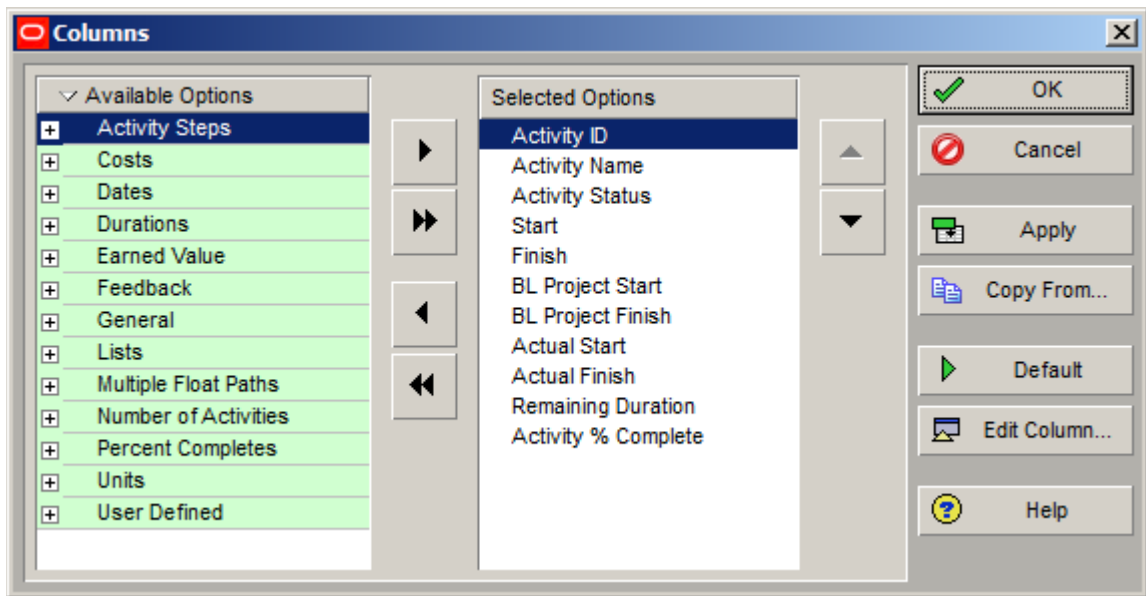 Columns
Available Options
Activity Steps
Costs
Dates
Durations
Earned Value
Feedback
General
Lists
Multiple Float Paths
Number of Activities
Percent Completes
Units
User Defined
Selected Options
Activity ID
Activity Name
Activity Status
Start
Finish
BL Project Start
BL Project Finish
Actual Start
Actual Finish
Remaining Duration
Activity % Complete
OK
Cancel
Apply
Copy From...
Default
Edit Column...
Help